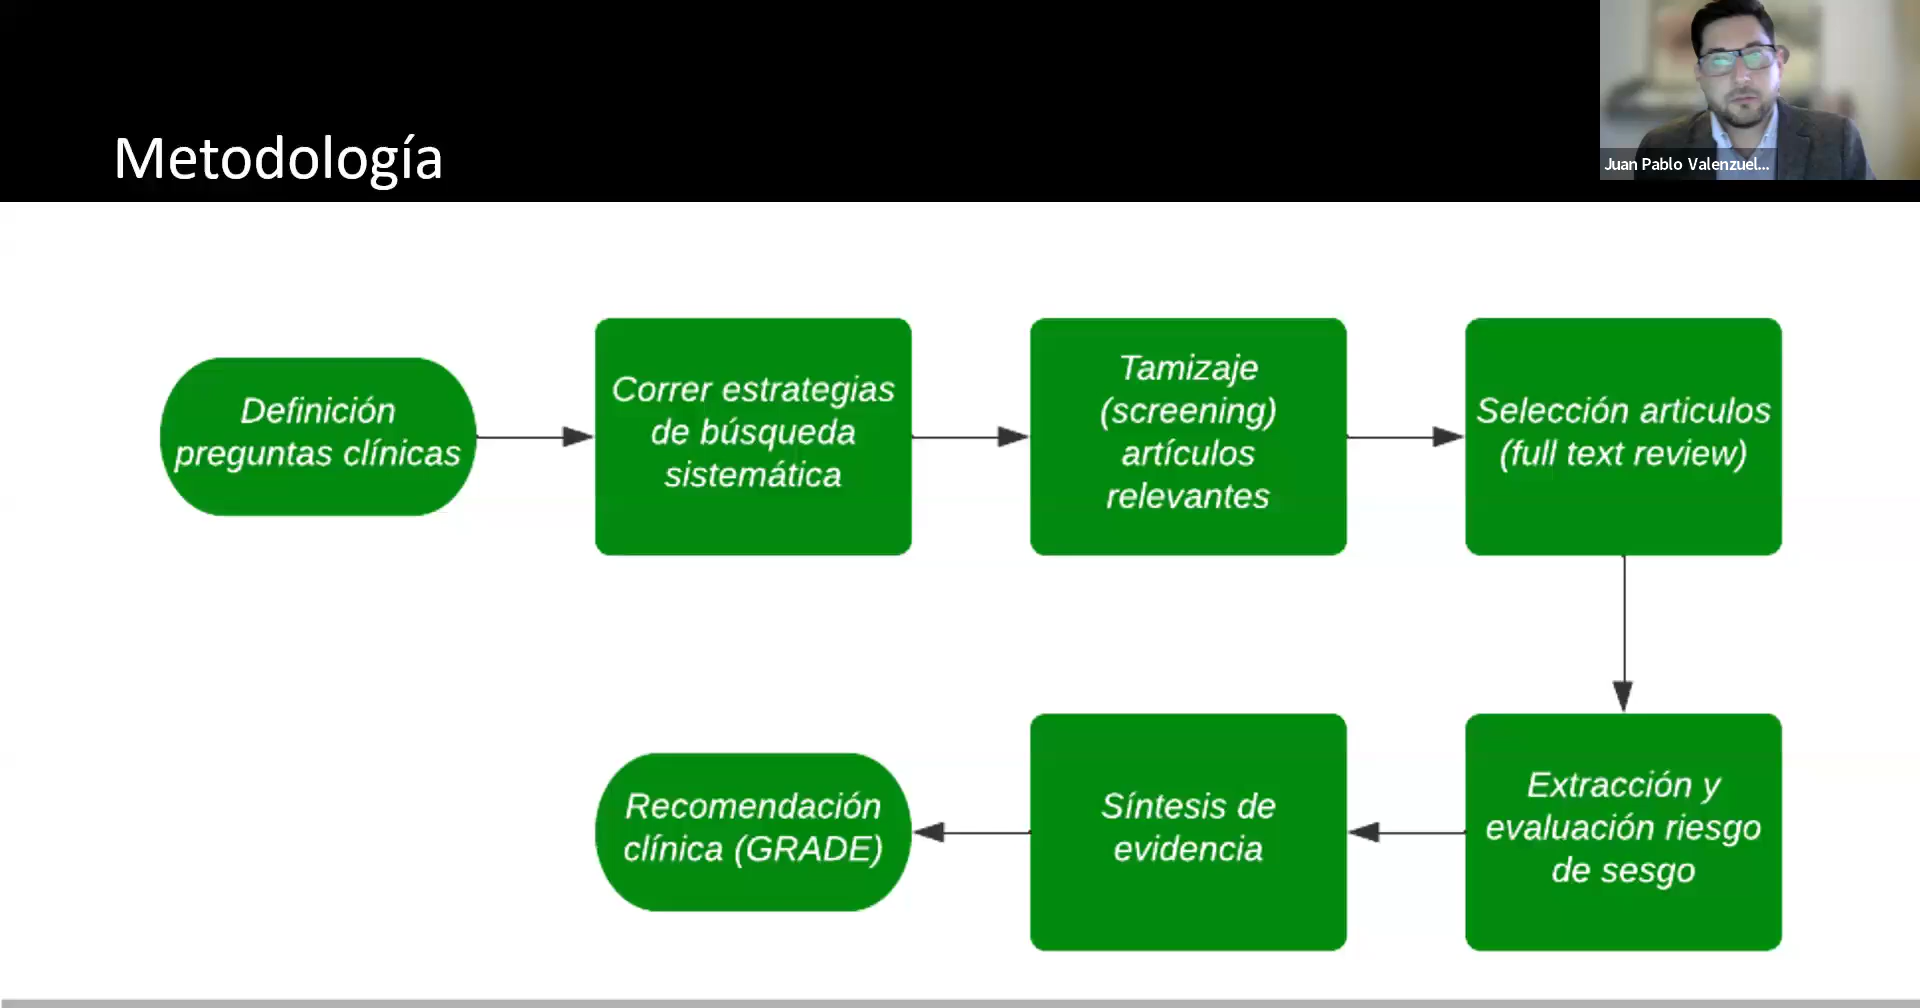 Metodología
Juan Pablo Valenzuel...
Definición
preguntas clínicas
Correr estrategias
de búsqueda
sistemática
Tamizaje
(screening)
artículos
relevantes
Selección articulos
(full text review)
Extracción y
evaluación riesgo
de sesgo
Síntesis de
evidencia
Recomendación
clínica (GRADE)